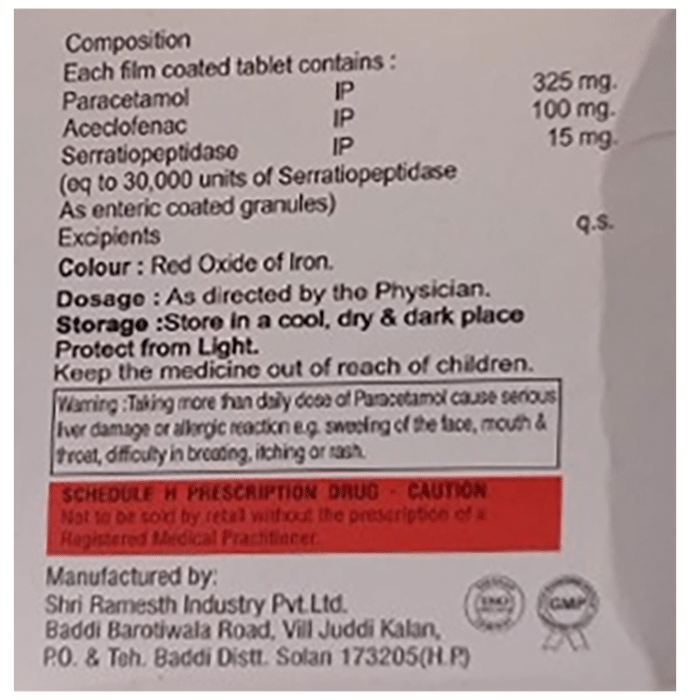 Composition
Each film coated tablet contains :
Paracetamol IP 325 mg.
Aceclofenac IP 100 mg.
Serratiopeptidase IP 15 mg.
(eq to 30,000 units of Serratiopeptidase
As enteric coated granules)
Excipients q.s.
Colour : Red Oxide of Iron.
Dosage : As directed by the Physician.
Storage :Store in a cool, dry & dark place
Protect from Light.
Keep the medicine out of reach of children.
Warning :Taking more than daily dose of Paracetamol cause serious
liver damage or allergic reaction e.g. sweeling of the face, mouth &
throat, difficulty in breating, itching or rash.
SCHEDULE H PRESCRIPTION DRUG - CAUTION
Not to be sold by retail without the prescription of a
Registered Medical Practitioner.
Manufactured by:
Shri Ramesth Industry Pvt.Ltd.
Baddi Barotiwala Road, Vill Juddi Kalan,
P.O. & Teh. Baddi Distt. Solan 173205(H.P.)
GMP